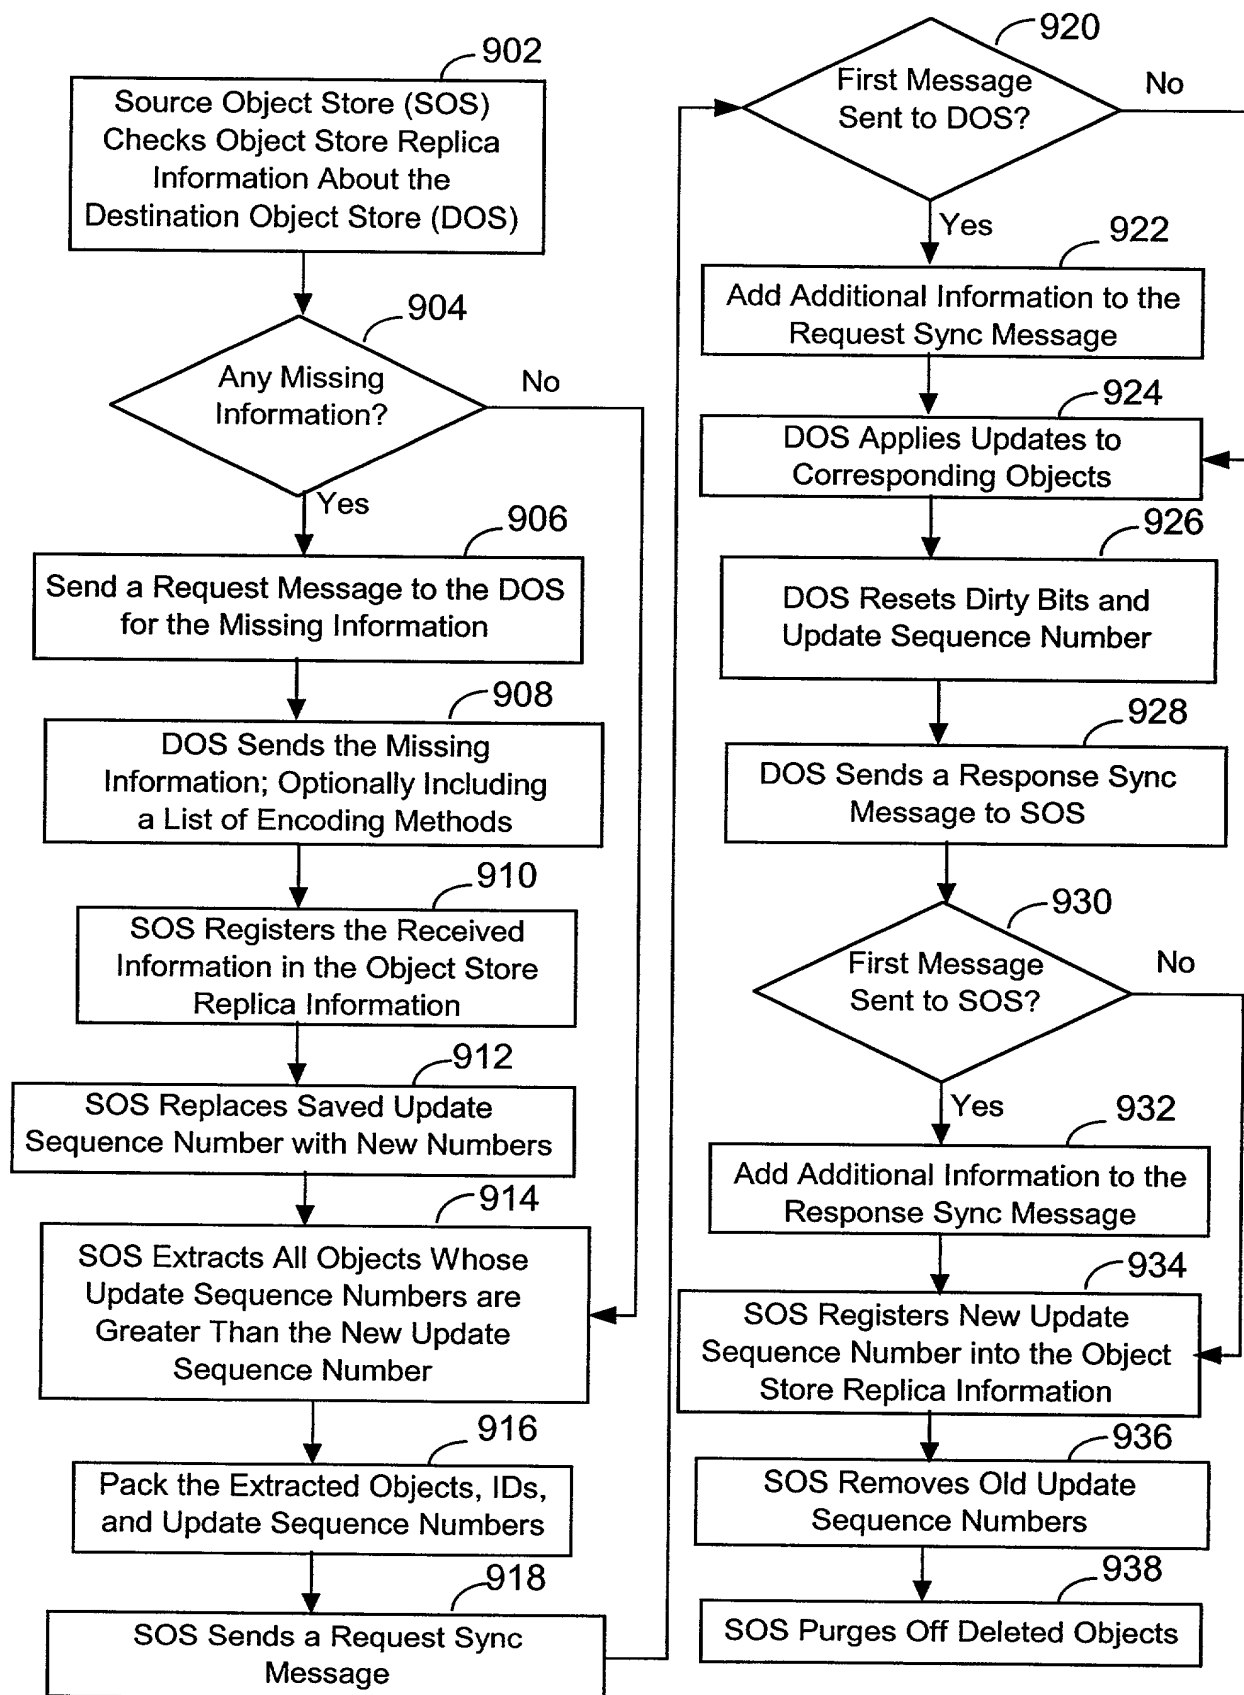 902
Source Object Store (SOS)
Checks Object Store Replica
Information About the
Destination Object Store (DOS)
904
Any Missing
Information?
No
Yes
906
Send a Request Message to the DOS
for the Missing Information
908
DOS Sends the Missing
Information; Optionally Including
a List of Encoding Methods
910
SOS Registers the Received
Information in the Object Store
Replica Information
912
SOS Replaces Saved Update
Sequence Number with New Numbers
914
SOS Extracts All Objects Whose
Update Sequence Numbers are
Greater Than the New Update
Sequence Number
916
Pack the Extracted Objects, IDs,
and Update Sequence Numbers
918
SOS Sends a Request Sync
Message
920
First Message
Sent to DOS?
No
Yes
922
Add Additional Information to the
Request Sync Message
924
DOS Applies Updates to
Corresponding Objects
926
DOS Resets Dirty Bits and
Update Sequence Number
928
DOS Sends a Response Sync
Message to SOS
930
First Message
Sent to SOS?
No
Yes
932
Add Additional Information to the
Response Sync Message
934
SOS Registers New Update
Sequence Number into the Object
Store Replica Information
936
SOS Removes Old Update
Sequence Numbers
938
SOS Purges Off Deleted Objects